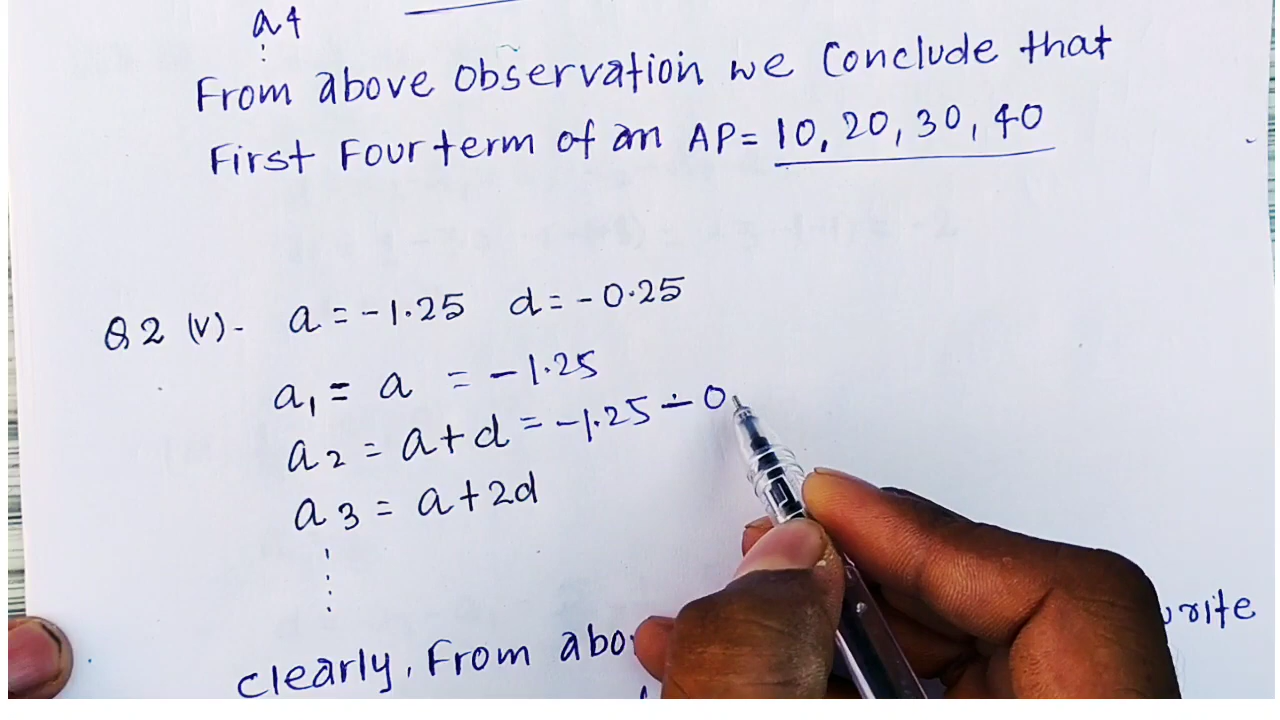 a4
:
From above observation we conclude that
First Four term of an AP = 10, 20, 30, 40
Q2 (V)- a = -1.25 d = -0.25
a1 = a = -1.25
a2 = a+d = -1.25 ÷ 0
a3 = a+2d
⋮
clearly, From write